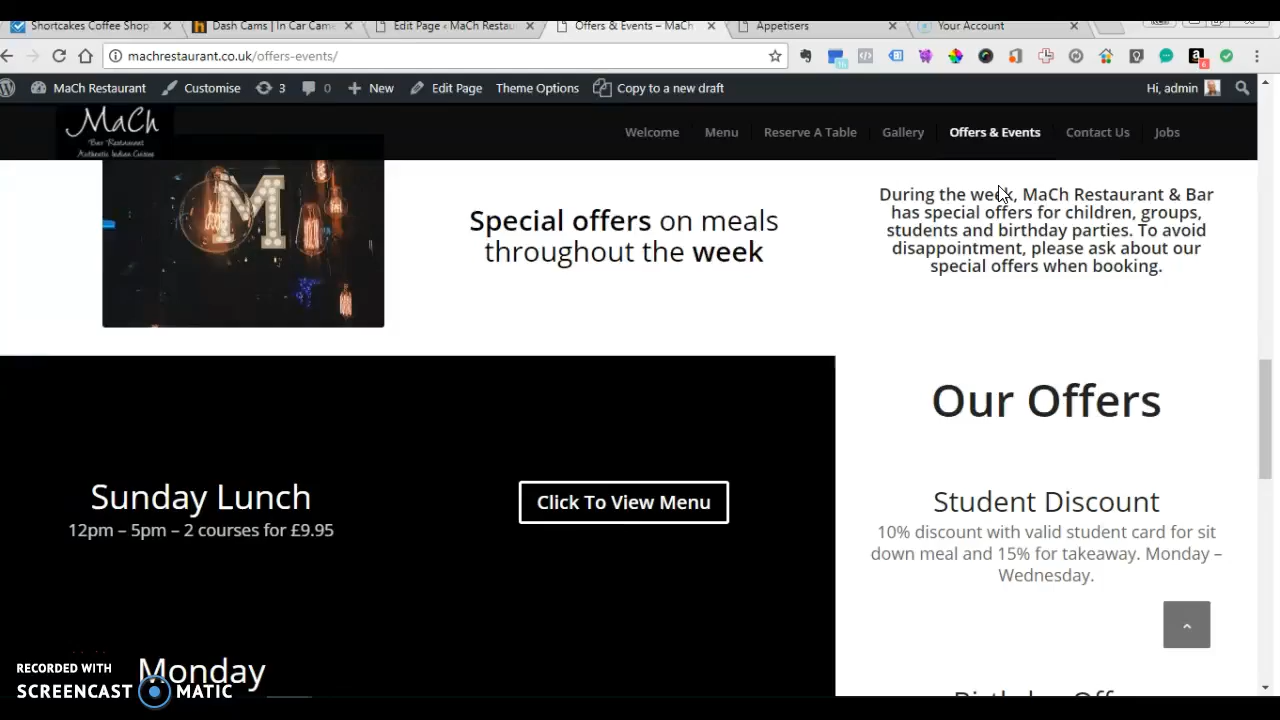 Shortcakes Coffee Shop
Dash Cams | In Car Came
Edit Page ‹ MaCh Restau
Offers & Events – MaCh
Appetisers
Your Account
machrestaurant.co.uk/offers-events/
MaCh Restaurant
Customise
3
0
New
Edit Page
Theme Options
Copy to a new draft
Hi, admin
MaCh
Bar Restaurant
Authentic Indian Cuisine
Welcome
Menu
Reserve A Table
Gallery
Offers & Events
Contact Us
Jobs
M
Special offers on meals
throughout the week
During the week, MaCh Restaurant & Bar
has special offers for children, groups,
students and birthday parties. To avoid
disappointment, please ask about our
special offers when booking.
Sunday Lunch
12pm – 5pm – 2 courses for £9.95
Click To View Menu
Our Offers
Student Discount
10% discount with valid student card for sit
down meal and 15% for takeaway. Monday –
Wednesday.
Monday
RECORDED WITH
SCREENCAST MATIC